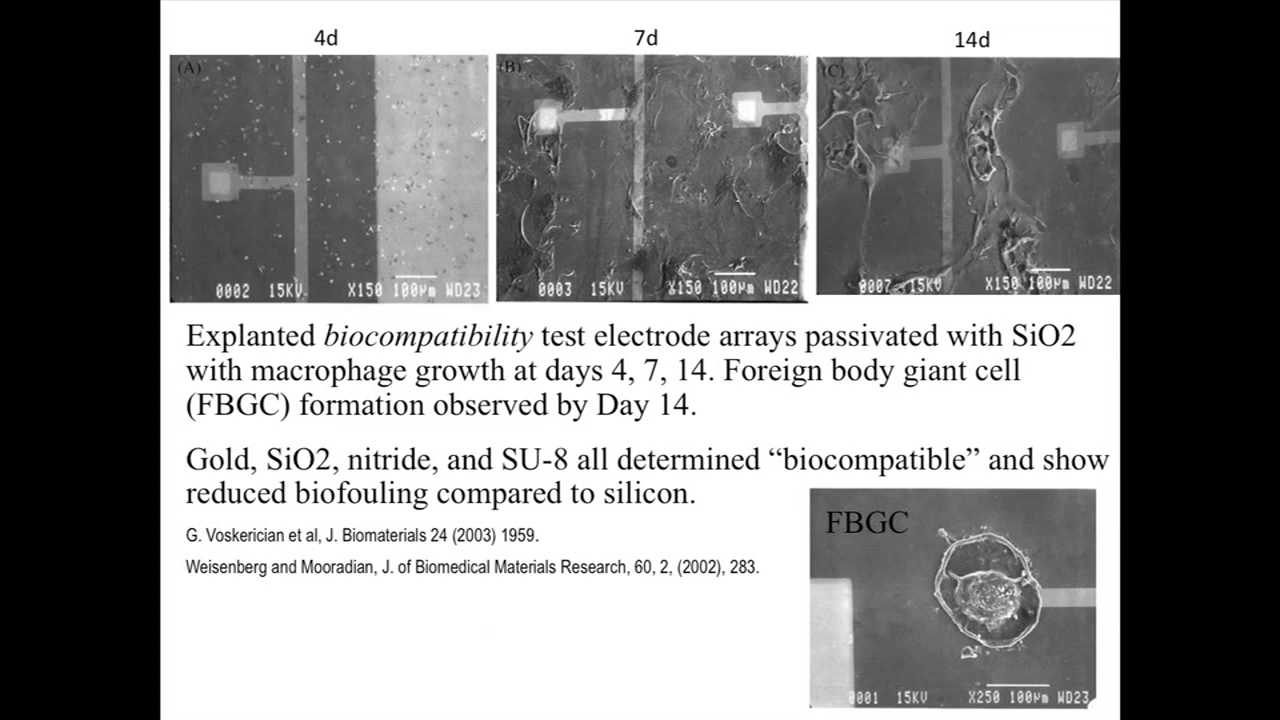 4d 7d 14d
(A) (B) (C)
0002 15KV X150 100µm WD23 0003 15KV X150 100µm WD22 0007 15KV X150 100µm WD22
Explanted biocompatibility test electrode arrays passivated with SiO2
with macrophage growth at days 4, 7, 14. Foreign body giant cell
(FBGC) formation observed by Day 14.
Gold, SiO2, nitride, and SU-8 all determined “biocompatible” and show
reduced biofouling compared to silicon.
G. Voskerician et al, J. Biomaterials 24 (2003) 1959.
Weisenberg and Mooradian, J. of Biomedical Materials Research, 60, 2, (2002), 283.
FBGC
D
0001 15KV X250 100µm WD23